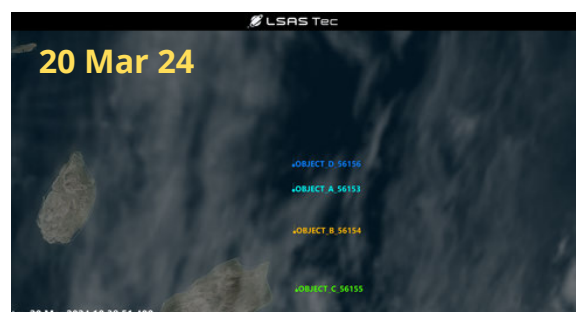 LSAS Tec
20 Mar 24
OBJECT_D_56156
OBJECT_A_56153
OBJECT_B_56154
OBJECT_C_56155